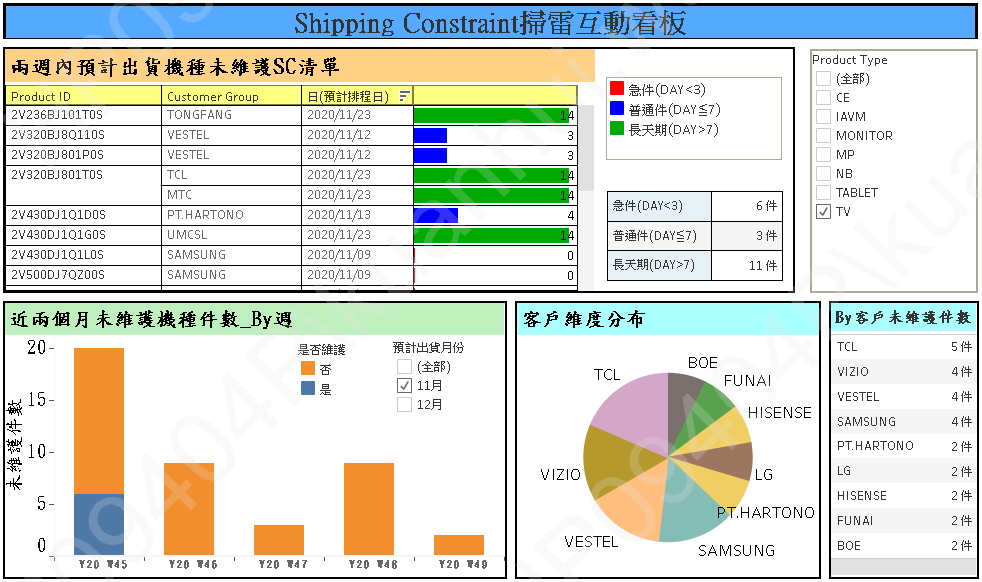 Shipping Constraint掃雷互動看板
兩週內預計出貨機種未維護SC清單
Product ID Customer Group 日(預計排程日)
2V236BJ101T0S TONGFANG 2020/11/23 14
2V320BJ8Q110S VESTEL 2020/11/12 3
2V320BJ801P0S VESTEL 2020/11/12 3
2V320BJ801T0S TCL 2020/11/23 14
MTC 2020/11/23 14
2V430DJ1Q1D0S PT.HARTONO 2020/11/13 4
2V430DJ1Q1G0S UMCSL 2020/11/23 14
2V430DJ1Q1L0S SAMSUNG 2020/11/09 0
2V500DJ7QZ00S SAMSUNG 2020/11/09 0
急件(DAY<3)
普通件(DAY≦7)
長天期(DAY>7)
急件(DAY<3) 6 件
普通件(DAY≦7) 3 件
長天期(DAY>7) 11 件
Product Type
(全部)
CE
IAVM
MONITOR
MP
NB
TABLET
TV
近兩個月未維護機種件數_By週
是否維護
否
是
預計出貨月份
(全部)
11月
12月
未維護件數
20
15
10
5
0
Y20 W45 Y20 W46 Y20 W47 Y20 W48 Y20 W49
客戶維度分布
BOE
TCL
FUNAI
HISENSE
VIZIO
LG
PT.HARTONO
VESTEL
SAMSUNG
By客戶未維護件數
TCL 5 件
VIZIO 4 件
VESTEL 4 件
SAMSUNG 4 件
PT.HARTONO 2 件
LG 2 件
HISENSE 2 件
FUNAI 2 件
BOE 2 件